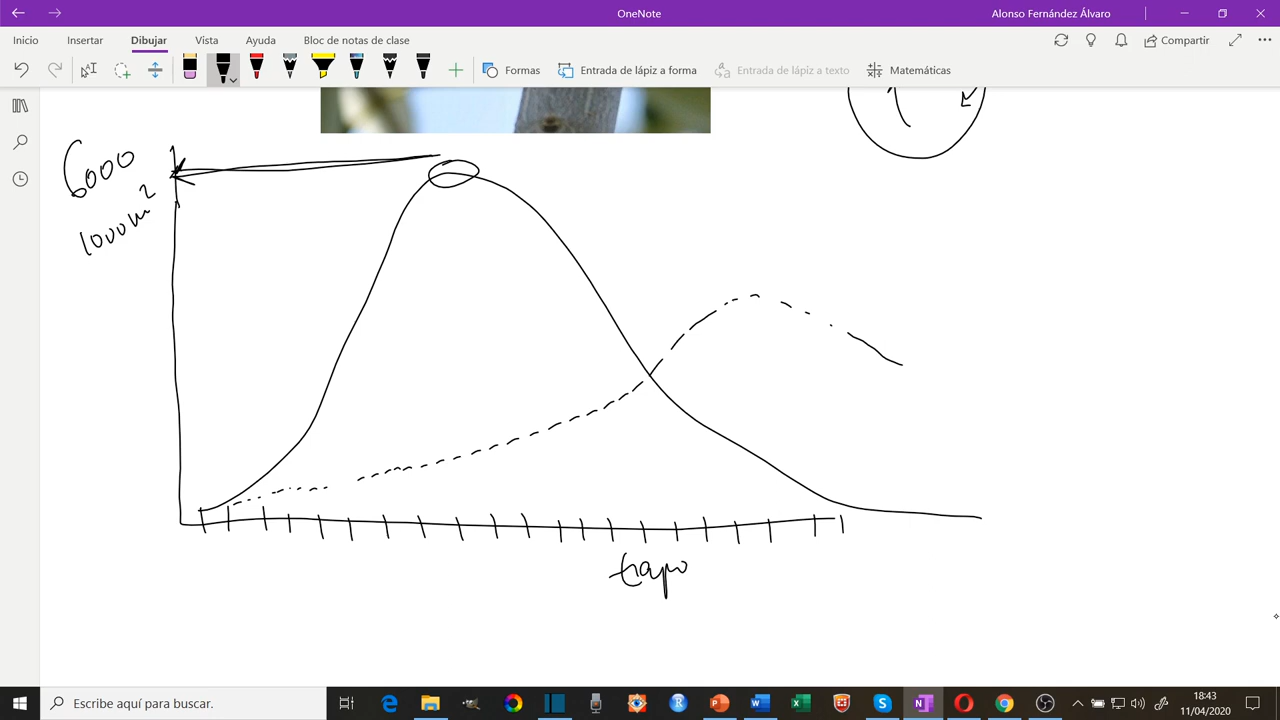 OneNote
Alonso Fernández Álvaro
Inicio
Insertar
Dibujar
Vista
Ayuda
Bloc de notas de clase
Compartir
Formas
Entrada de lápiz a forma
Entrada de lápiz a texto
Matemáticas
6000
1000m²
Escribe aquí para buscar.
18:43
11/04/2020